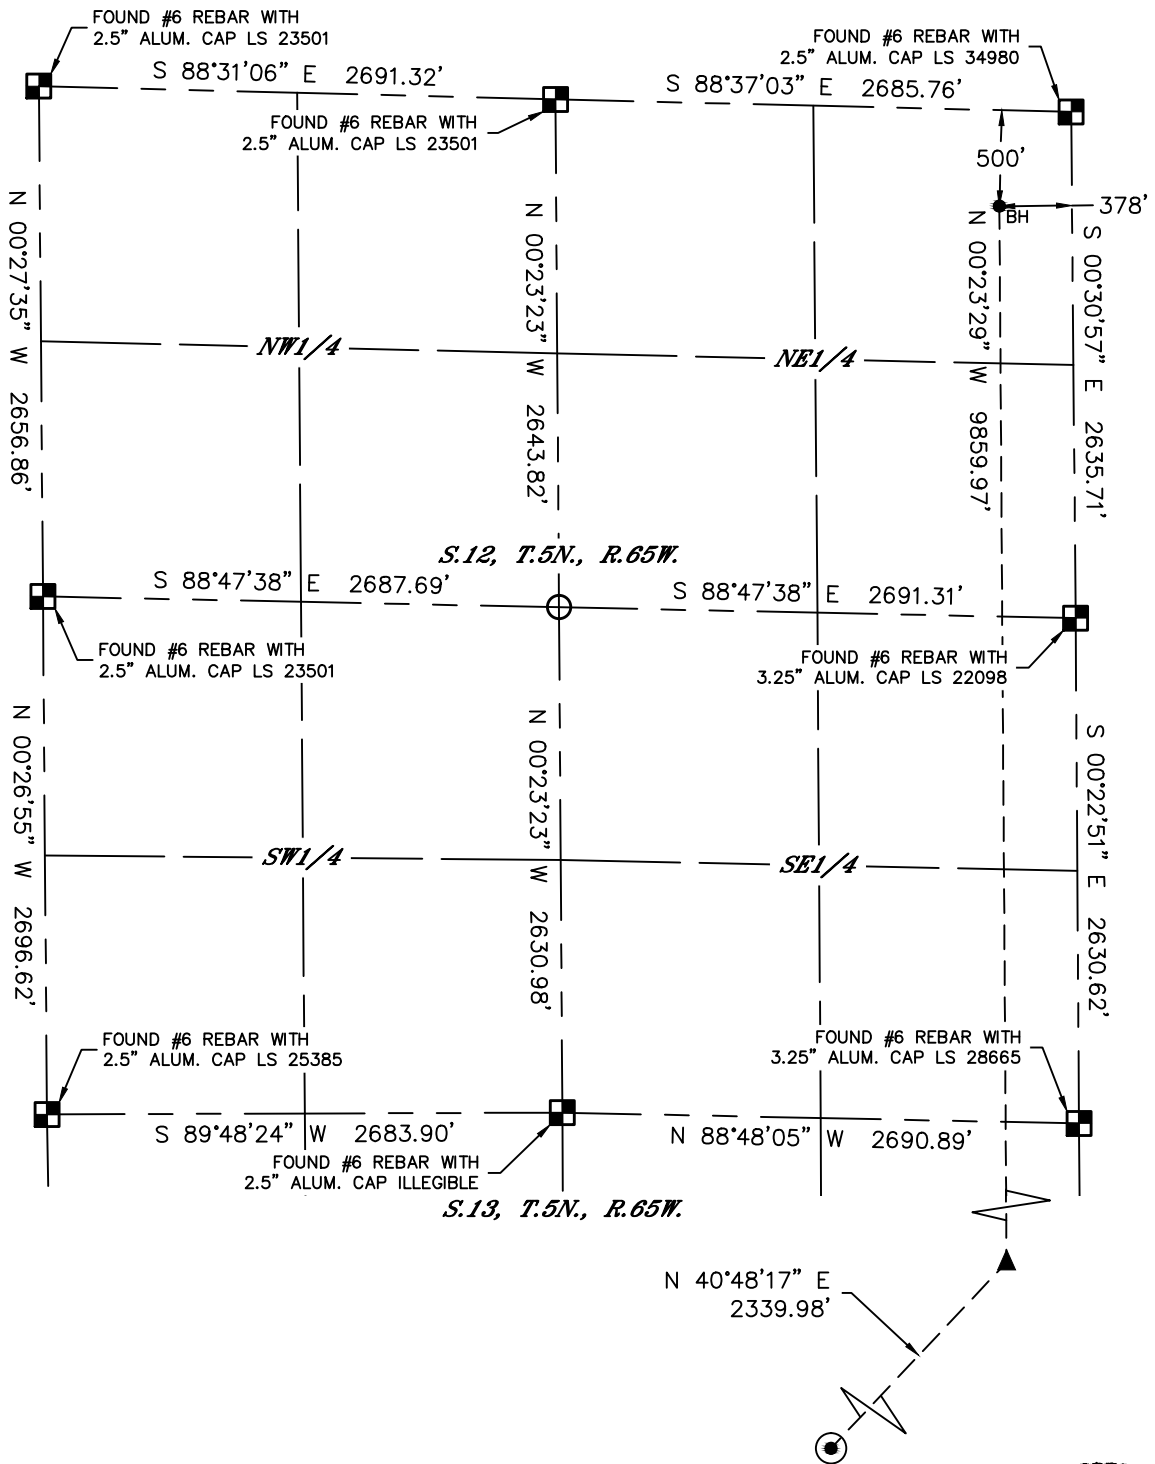 FOUND #6 REBAR WITH
2.5" ALUM. CAP LS 23501
FOUND #6 REBAR WITH
2.5" ALUM. CAP LS 34980
S 88°31'06" E 2691.32'
S 88°37'03" E 2685.76'
FOUND #6 REBAR WITH
2.5" ALUM. CAP LS 23501
500'
378'
BH
N 00°27'35" W 2656.86'
N 00°23'23" W 2643.82'
N 00°23'29" W 9859.97'
S 00°30'57" E 2635.71'
NW1/4
NE1/4
S.12, T.5N., R.65W.
S 88°47'38" E 2687.69'
S 88°47'38" E 2691.31'
FOUND #6 REBAR WITH
2.5" ALUM. CAP LS 23501
FOUND #6 REBAR WITH
3.25" ALUM. CAP LS 22098
N 00°26'55" W 2696.62'
N 00°23'23" W 2630.98'
S 00°22'51" E 2630.62'
SW1/4
SE1/4
FOUND #6 REBAR WITH
2.5" ALUM. CAP LS 25385
FOUND #6 REBAR WITH
3.25" ALUM. CAP LS 28665
S 89°48'24" W 2683.90'
N 88°48'05" W 2690.89'
FOUND #6 REBAR WITH
2.5" ALUM. CAP ILLEGIBLE
S.13, T.5N., R.65W.
N 40°48'17" E
2339.98'